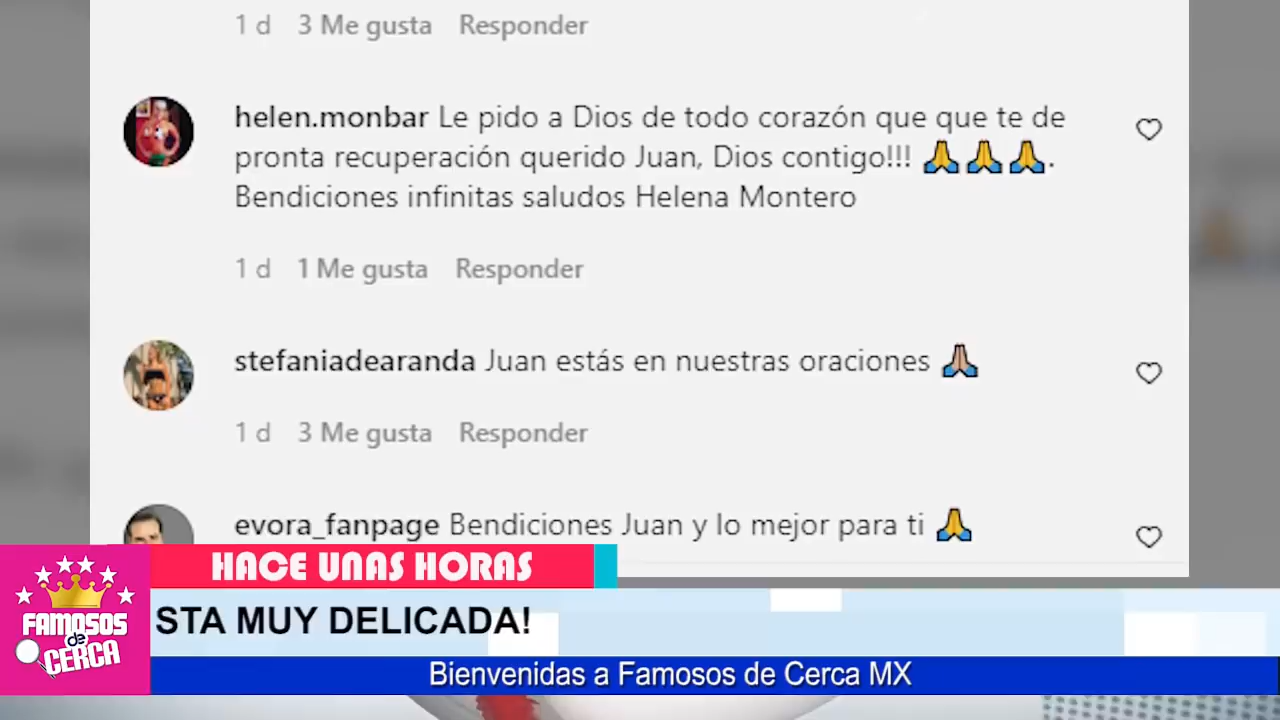 1 d 3 Me gusta Responder
helen.monbar Le pido a Dios de todo corazón que que te de
pronta recuperación querido Juan, Dios contigo!!! 🙏🙏🙏.
Bendiciones infinitas saludos Helena Montero
1 d 1 Me gusta Responder
stefaniadearanda Juan estás en nuestras oraciones 🙏🏼
1 d 3 Me gusta Responder
evora_fanpage Bendiciones Juan y lo mejor para ti 🙏
HACE UNAS HORAS
STA MUY DELICADA!
FAMOSOS
de
CERCA
Bienvenidas a Famosos de Cerca MX